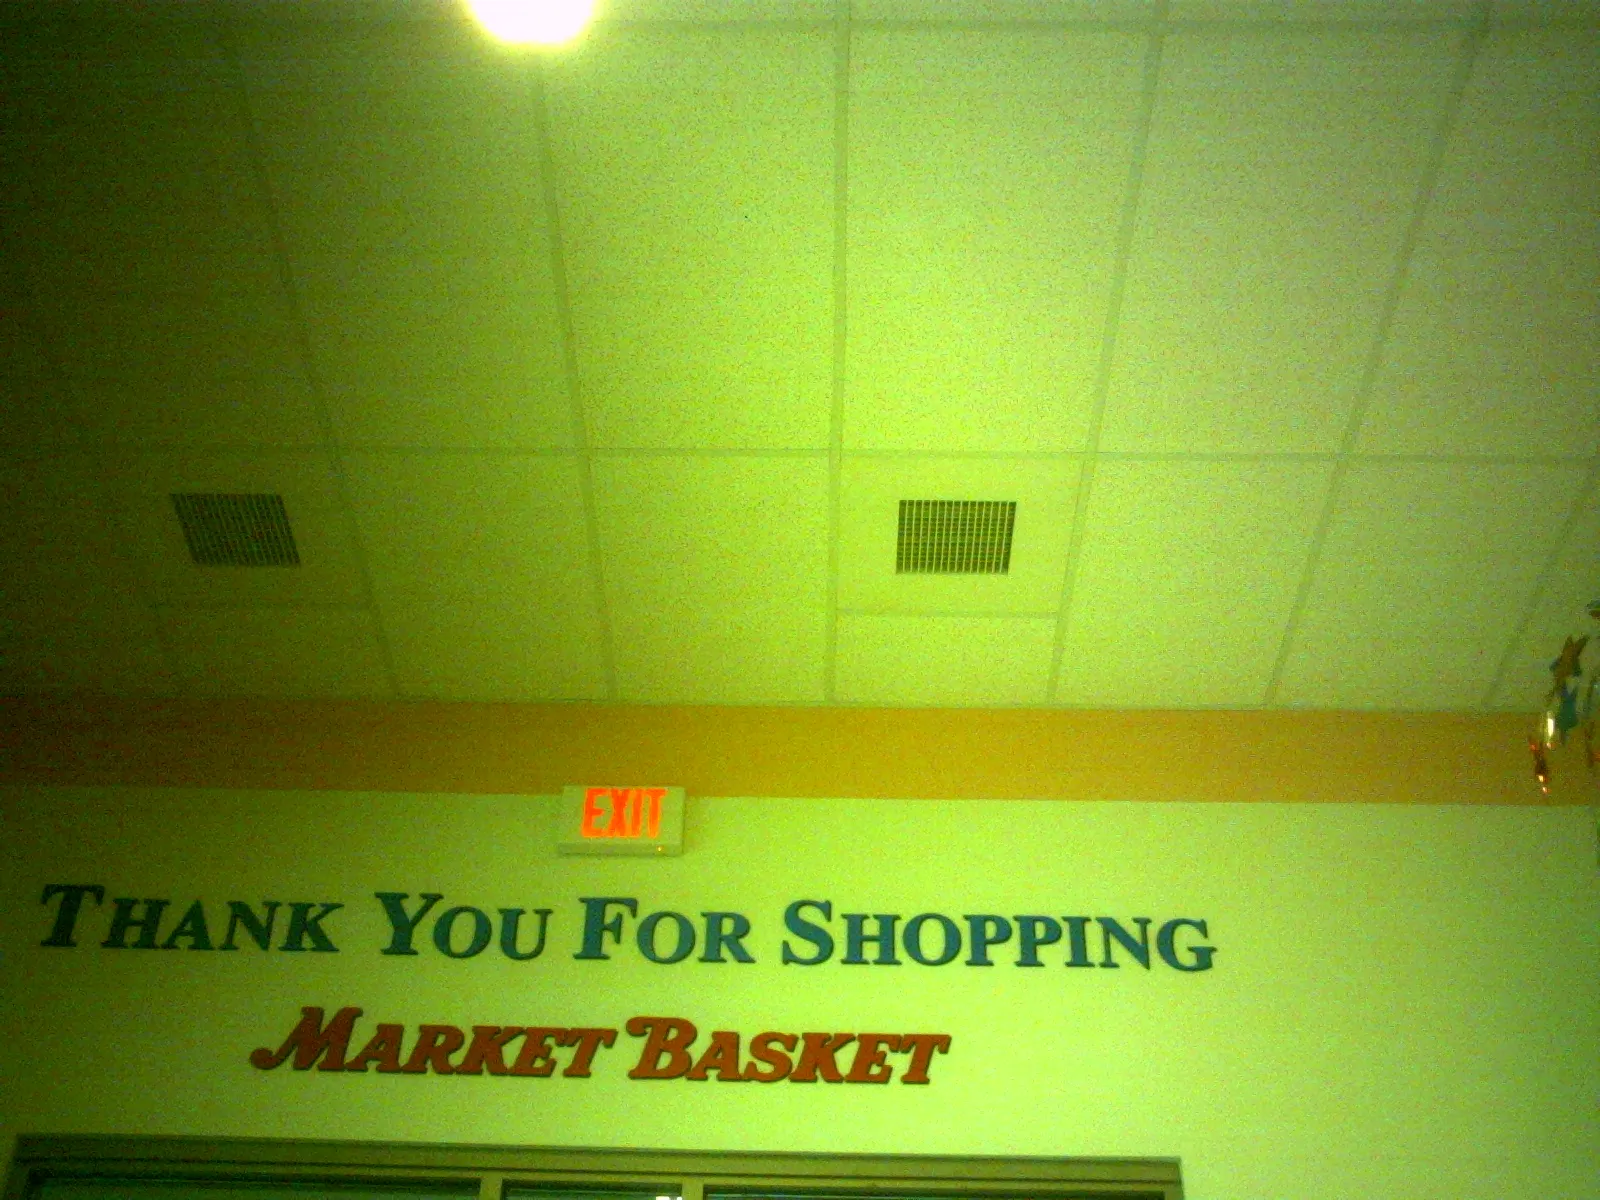 EXIT
THANK YOU FOR SHOPPING
MARKET BASKET